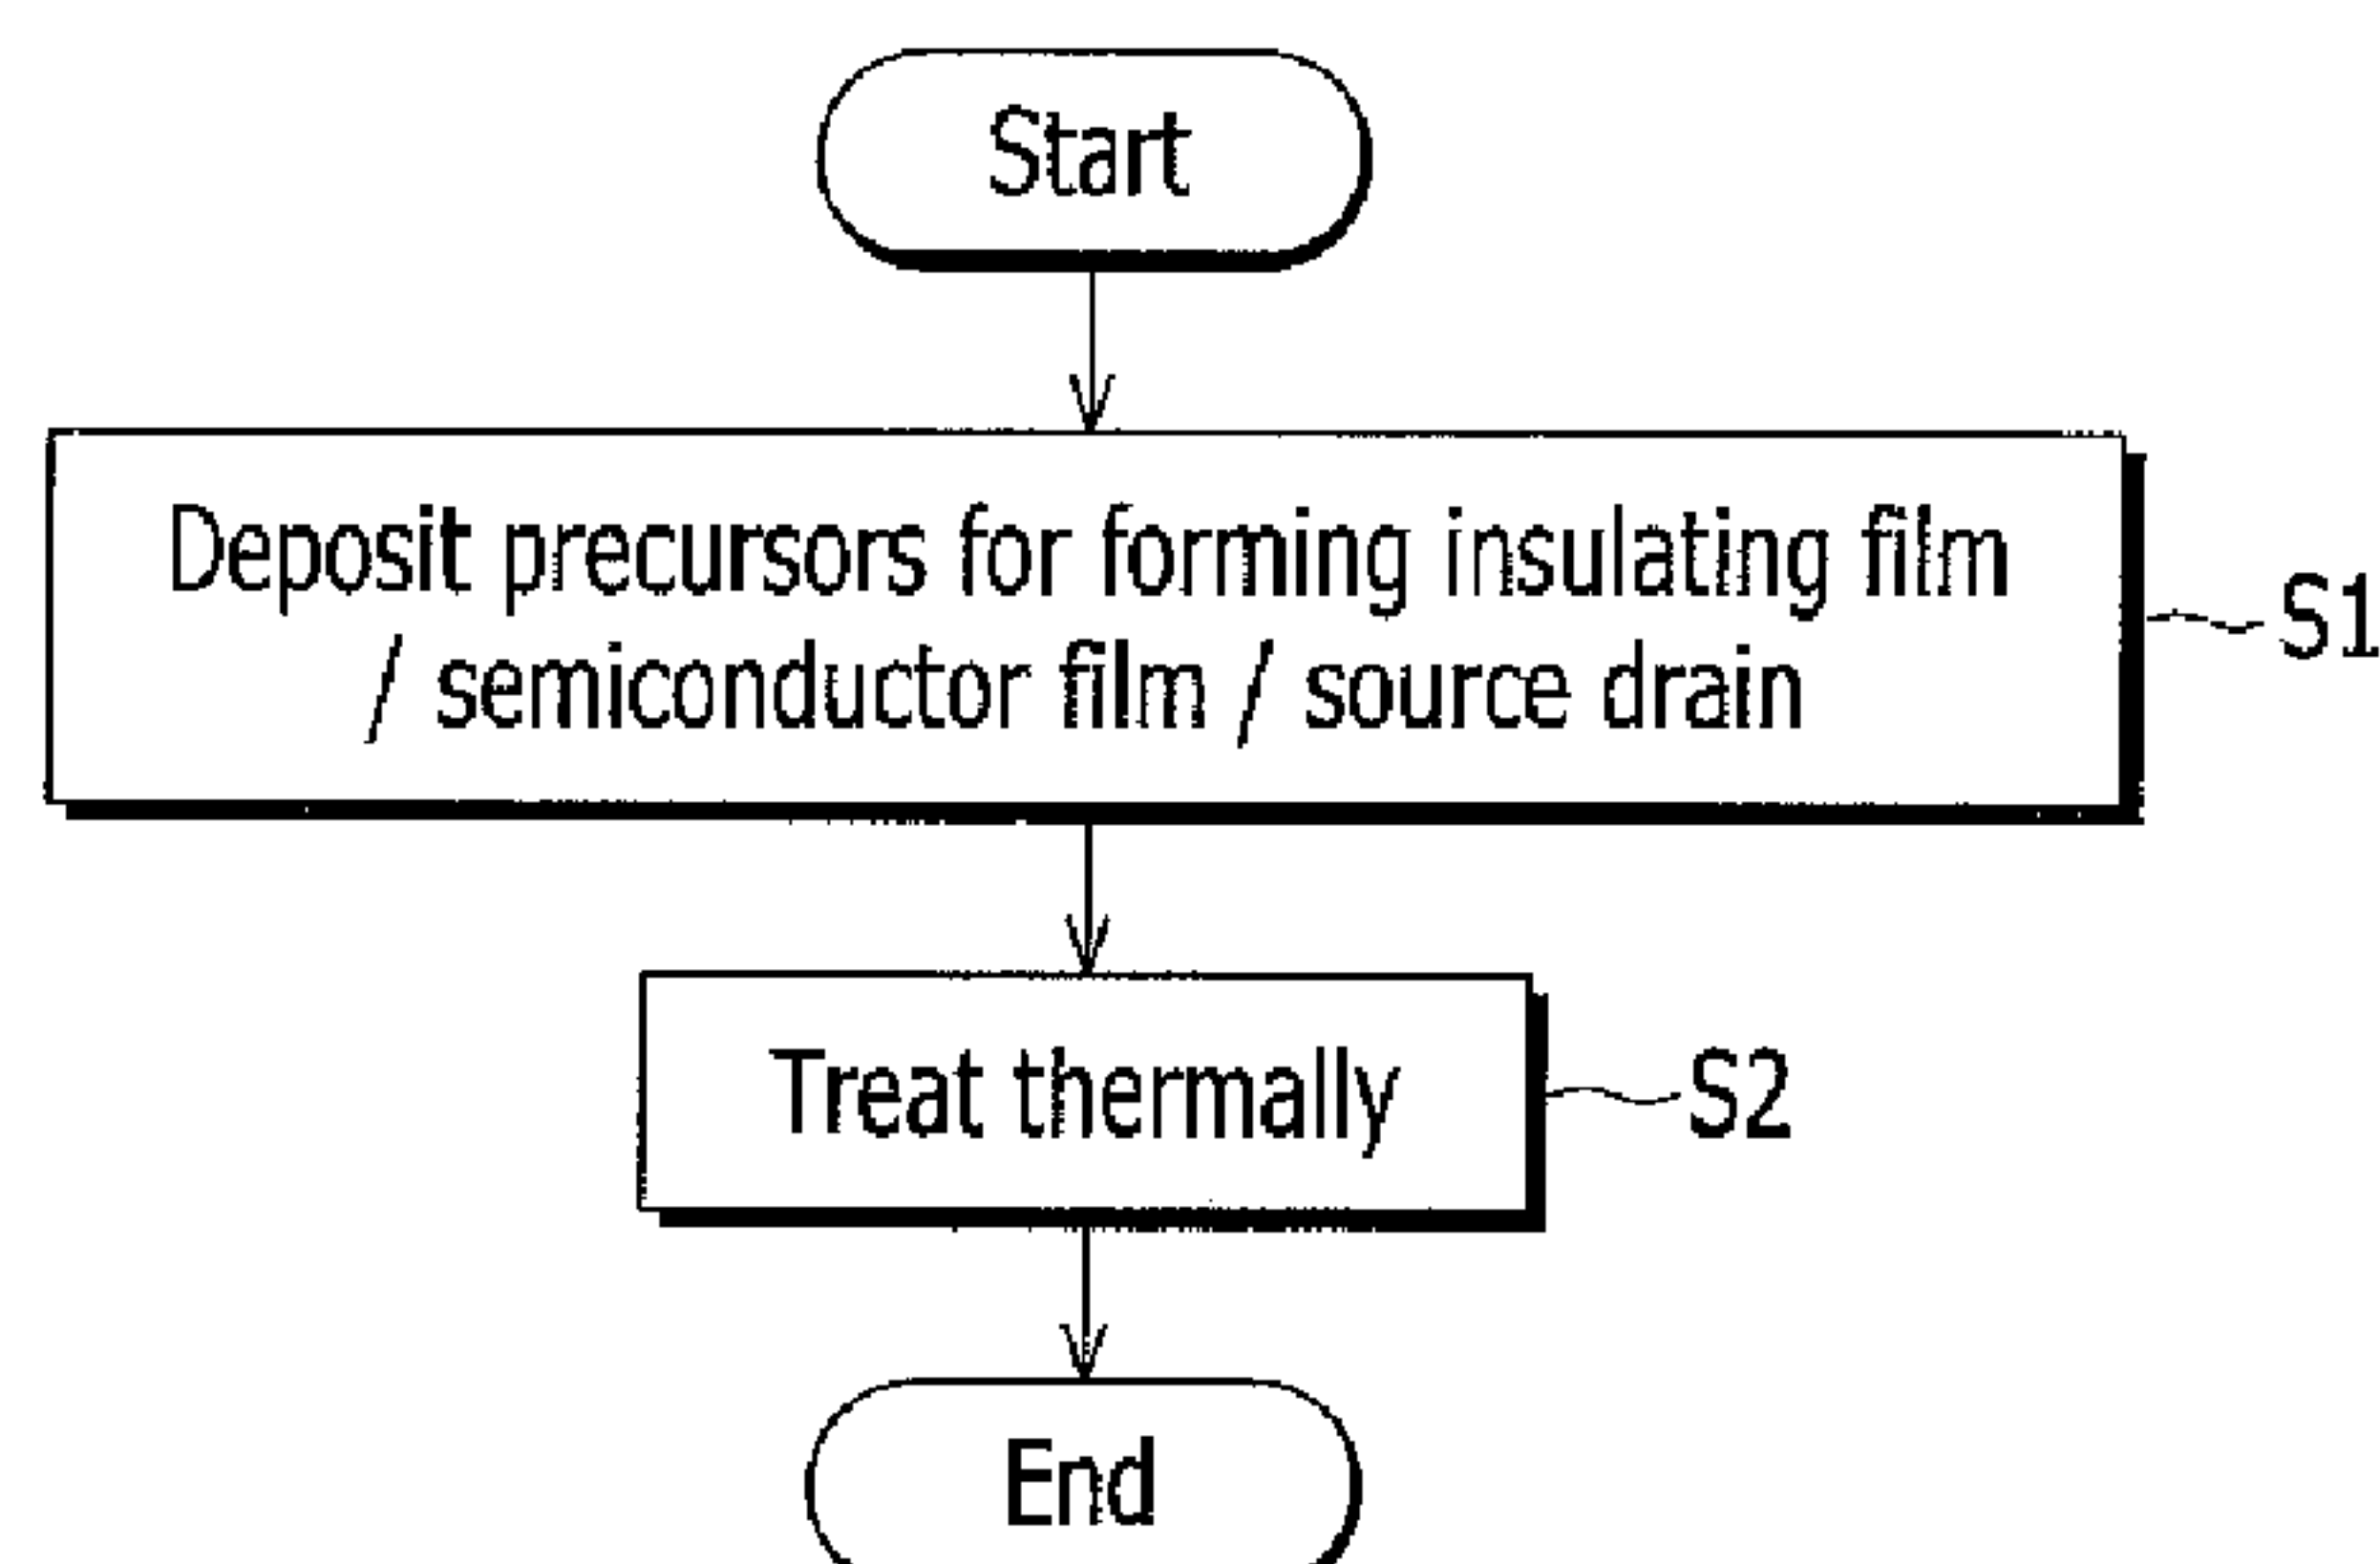 Start
Deposit precursors for forming insulating film
/ semiconductor film / source drain
S1
Treat thermally
S2
End